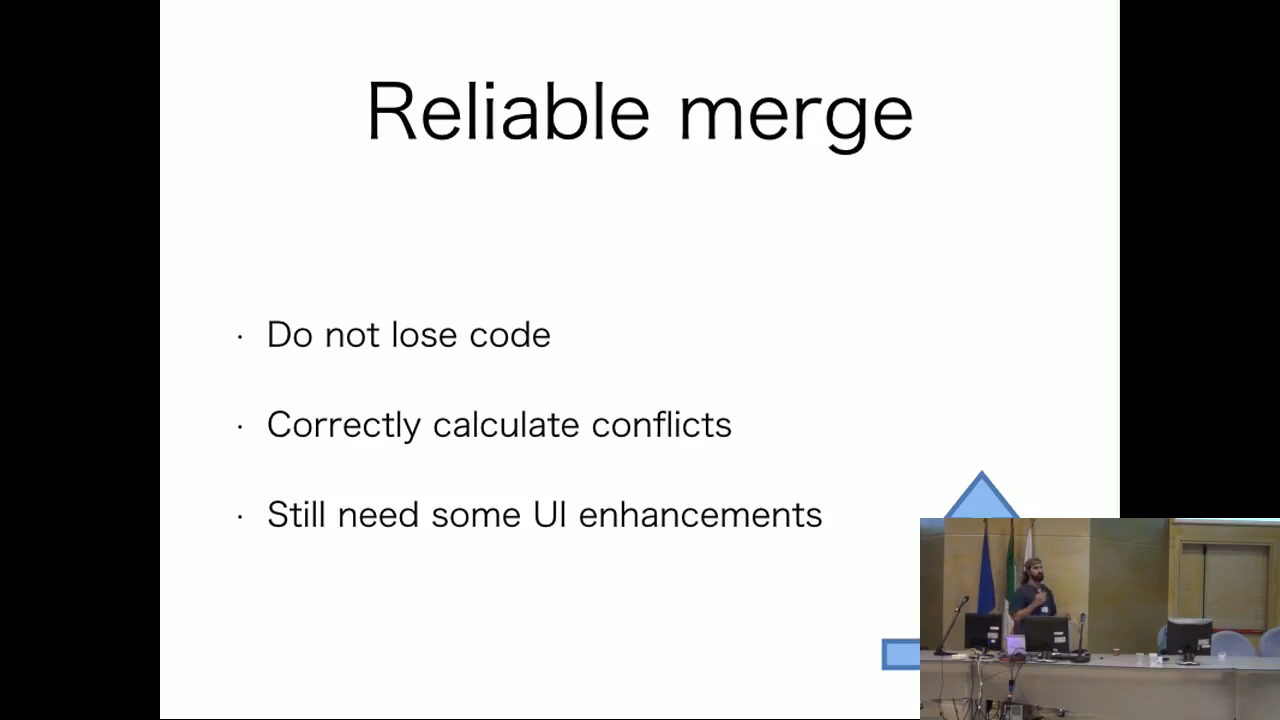 Reliable merge
· Do not lose code
· Correctly calculate conflicts
· Still need some UI enhancements